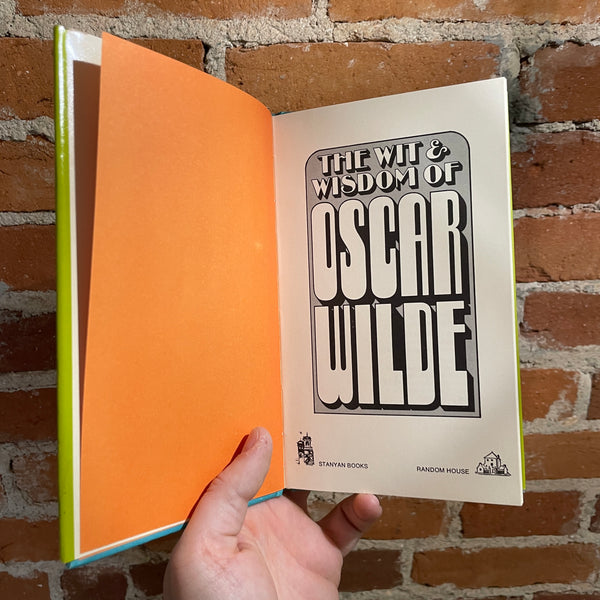 THE WIT &
WISDOM OF
OSCAR
WILDE
STANYAN BOOKS RANDOM HOUSE